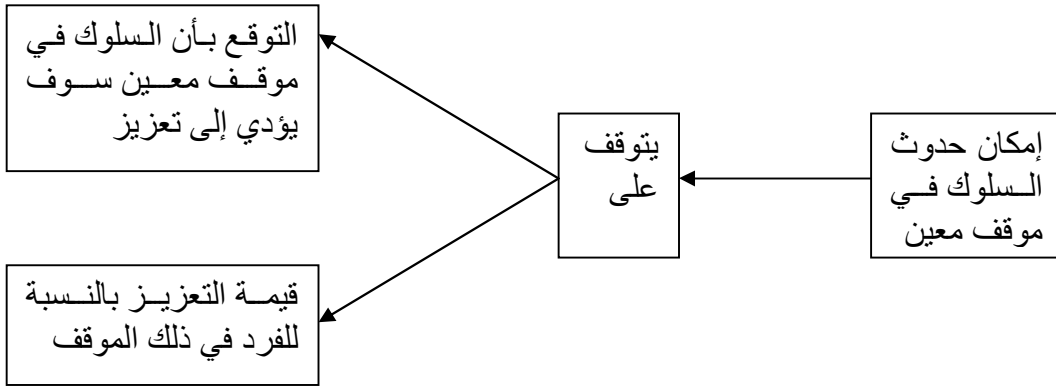 إمكان حدوث
السلوك في
موقف معين
يتوقف
على
التوقع بأن السلوك في
موقف معين سوف
يؤدي إلى تعزيز
قيمة التعزيز بالنسبة
للفرد في ذلك الموقف